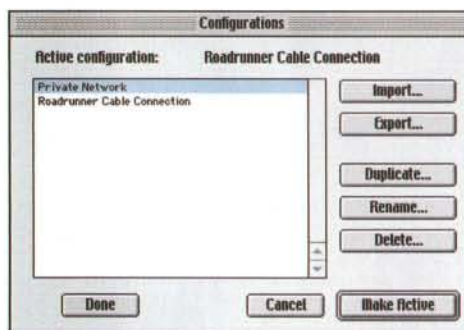 Configurations
Active configuration: Roadrunner Cable Connection
Private Network
Roadrunner Cable Connection
Import...
Export...
Duplicate...
Rename...
Delete...
Done
Cancel
Make Active